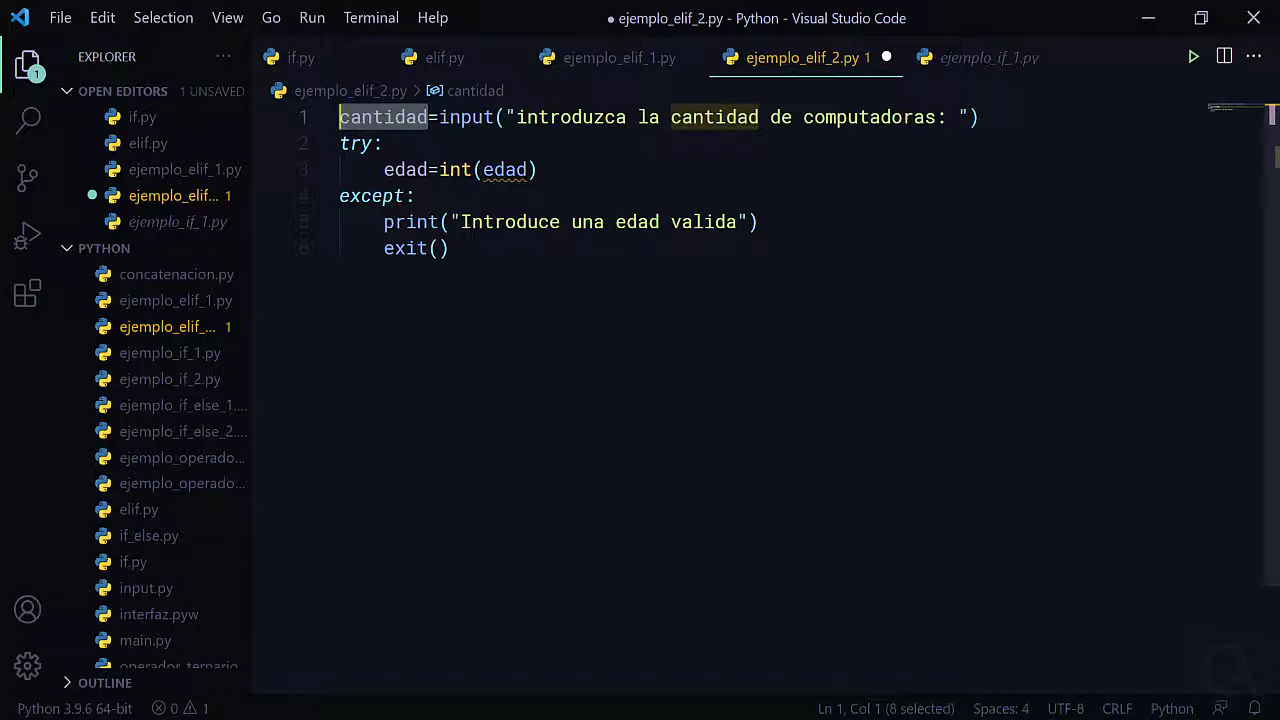 File Edit Selection View Go Run Terminal Help
● ejemplo_elif_2.py - Python - Visual Studio Code
EXPLORER
1
OPEN EDITORS 1 UNSAVED
if.py
elif.py
ejemplo_elif_1.py
ejemplo_elif... 1
ejemplo_if_1.py
PYTHON
concatenacion.py
ejemplo_elif_1.py
ejemplo_elif_... 1
ejemplo_if_1.py
ejemplo_if_2.py
ejemplo_if_else_1....
ejemplo_if_else_2....
ejemplo_operado...
ejemplo_operado...
elif.py
if_else.py
if.py
input.py
interfaz.pyw
main.py
operador_ternario
OUTLINE
if.py elif.py ejemplo_elif_1.py ejemplo_elif_2.py 1 ejemplo_if_1.py
ejemplo_elif_2.py > cantidad
1 cantidad=input("introduzca la cantidad de computadoras: ")
2 try:
3 edad=int(edad)
4 except:
5 print("Introduce una edad valida")
6 exit()
Python 3.9.6 64-bit 0 1 Ln 1, Col 1 (8 selected) Spaces: 4 UTF-8 CRLF Python